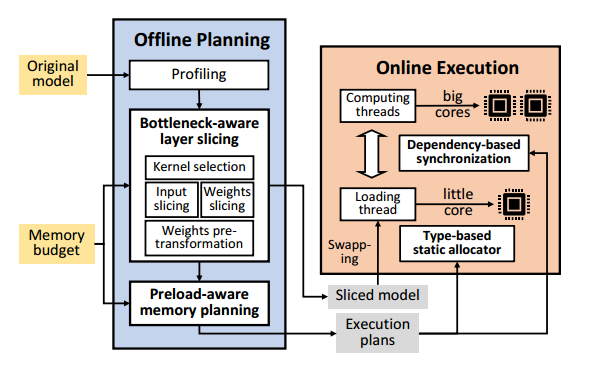 Offline Planning
Original
model
Profiling
Bottleneck-aware
layer slicing
Kernel selection
Input
slicing
Weights
slicing
Weights pre-
transformation
Memory
budget
Preload-aware
memory planning
Online Execution
Computing
threads
big
cores
Dependency-based
synchronization
Loading
thread
little
core
Swapp-
ing
Type-based
static allocator
Sliced model
Execution
plans